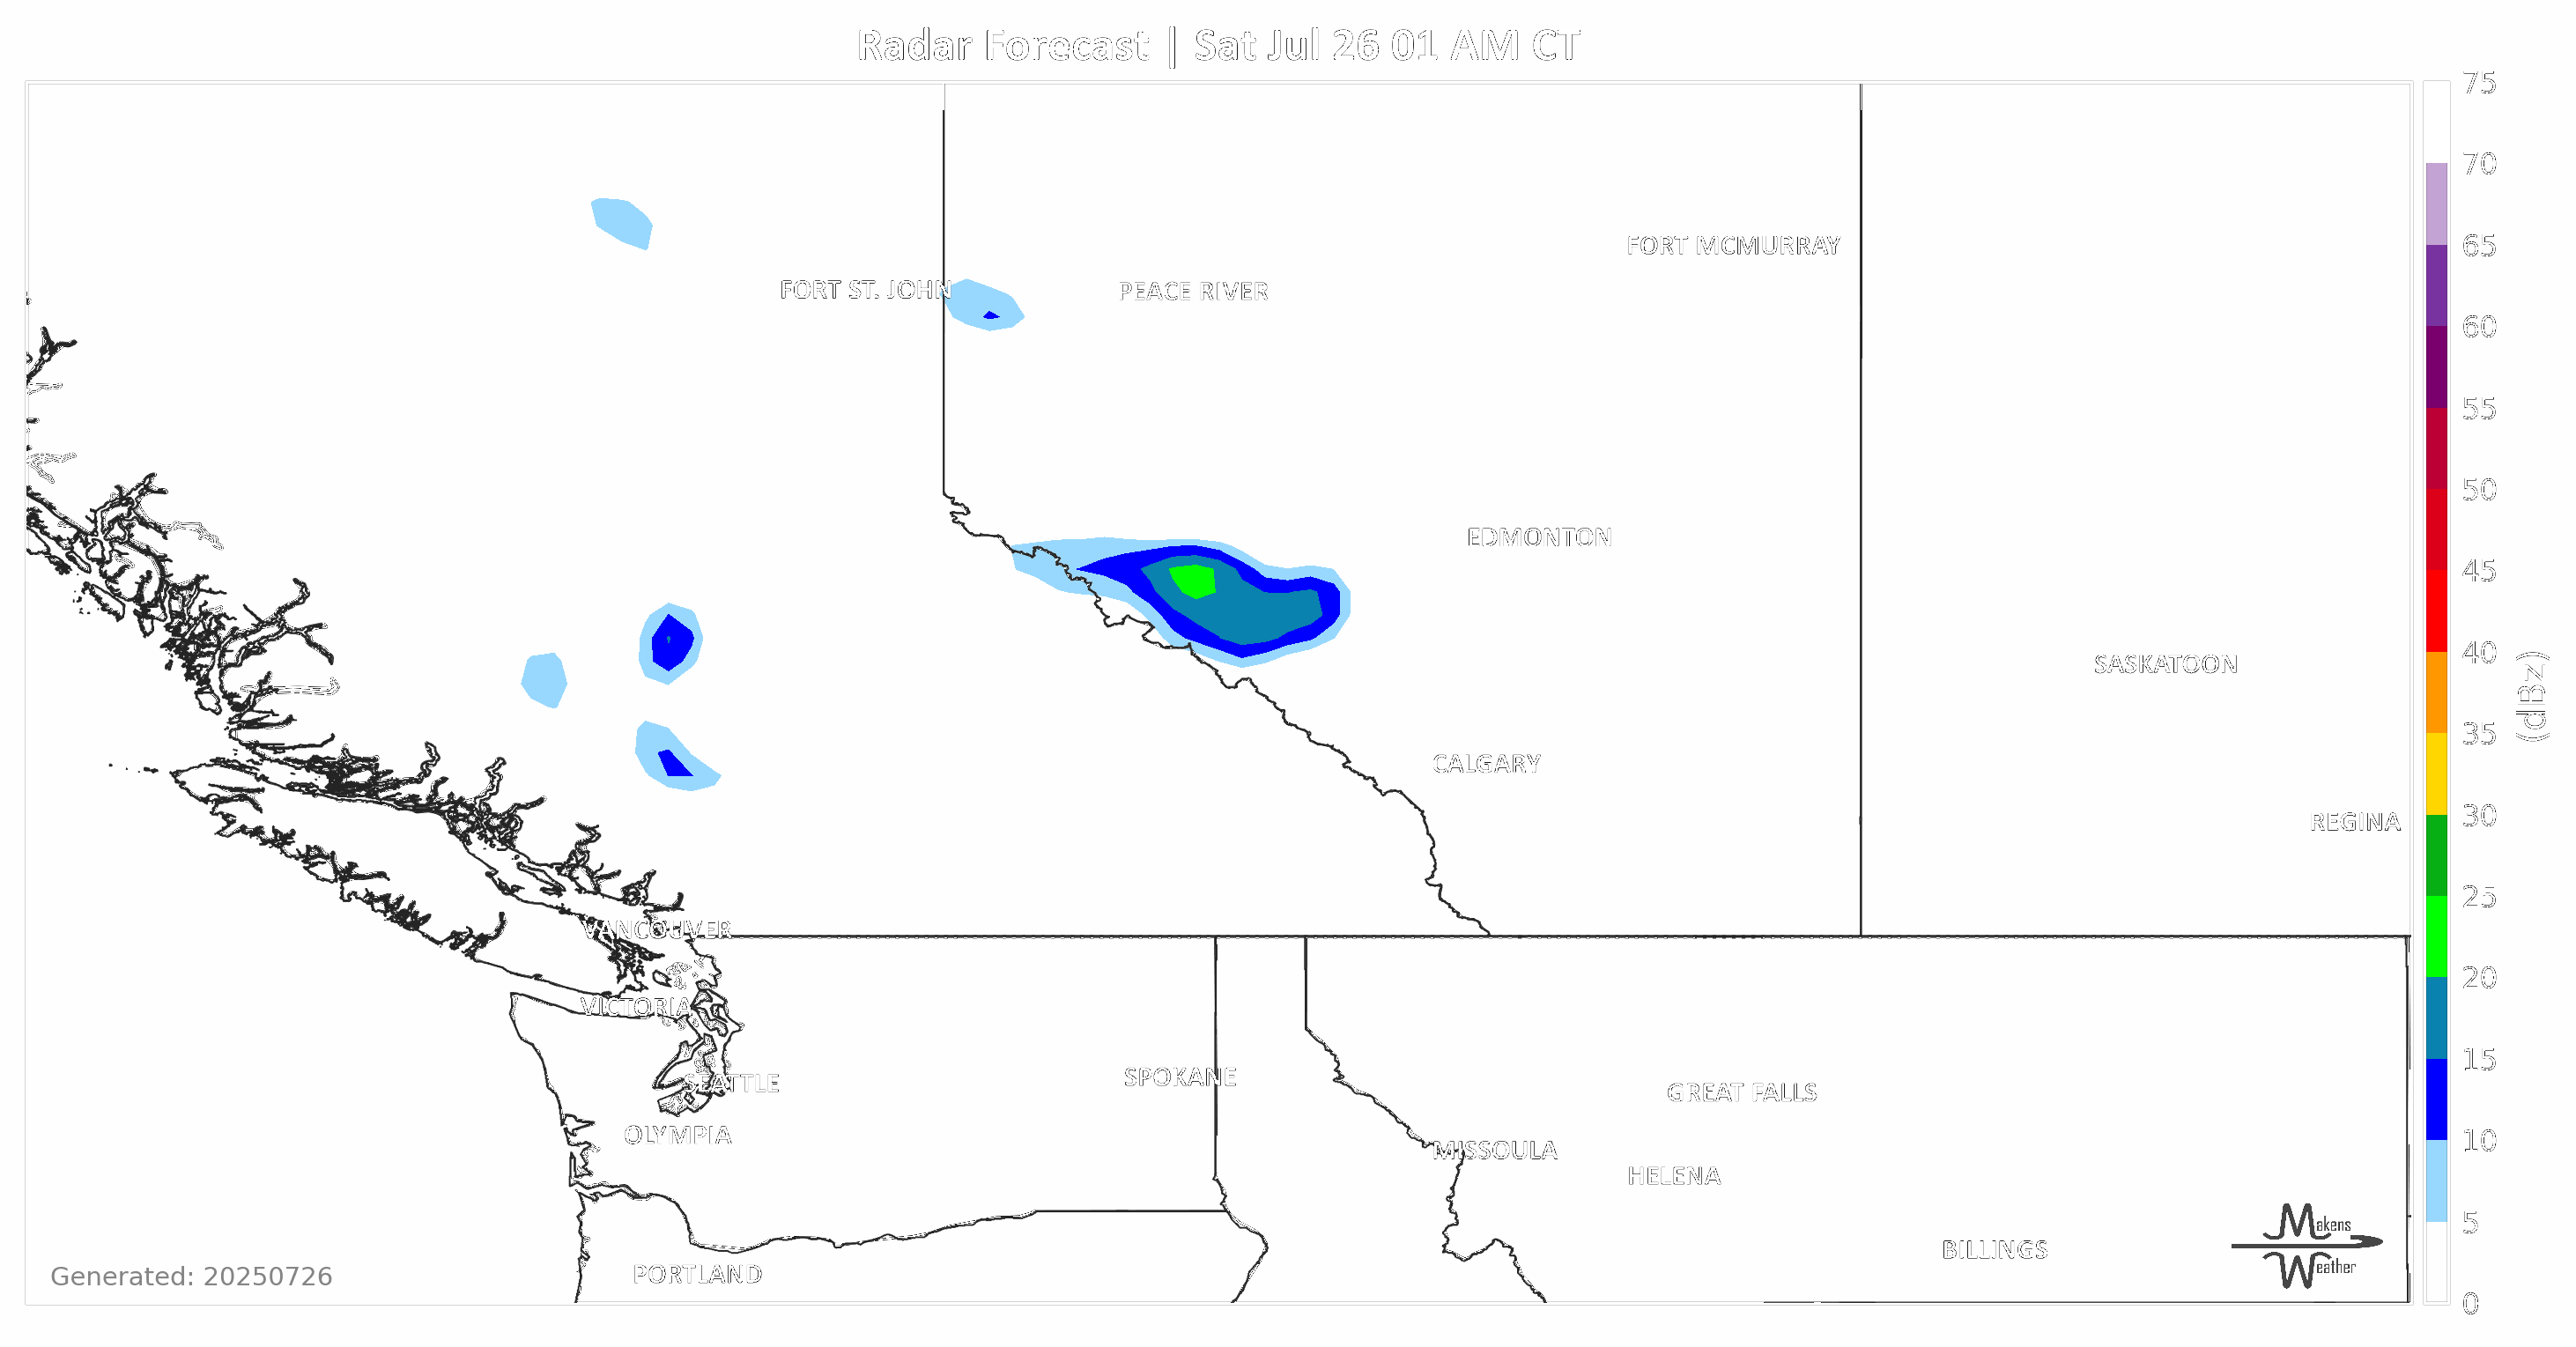 Radar Forecast | Sat Jul 26 01 AM CT
75
70
FORT MCMURRAY
65
FORT ST. JOHN
PEACE RIVER
60
55
50
EDMONTON
45
40
SASKATOON
(dBz)
35
CALGARY
30
REGINA
25
VANCOUVER
20
VICTORIA
15
SPOKANE
SEATTLE
GREAT FALLS
10
OLYMPIA
MISSOULA
HELENA
5
Makens
BILLINGS
Weather
PORTLAND
Generated: 20250726
0